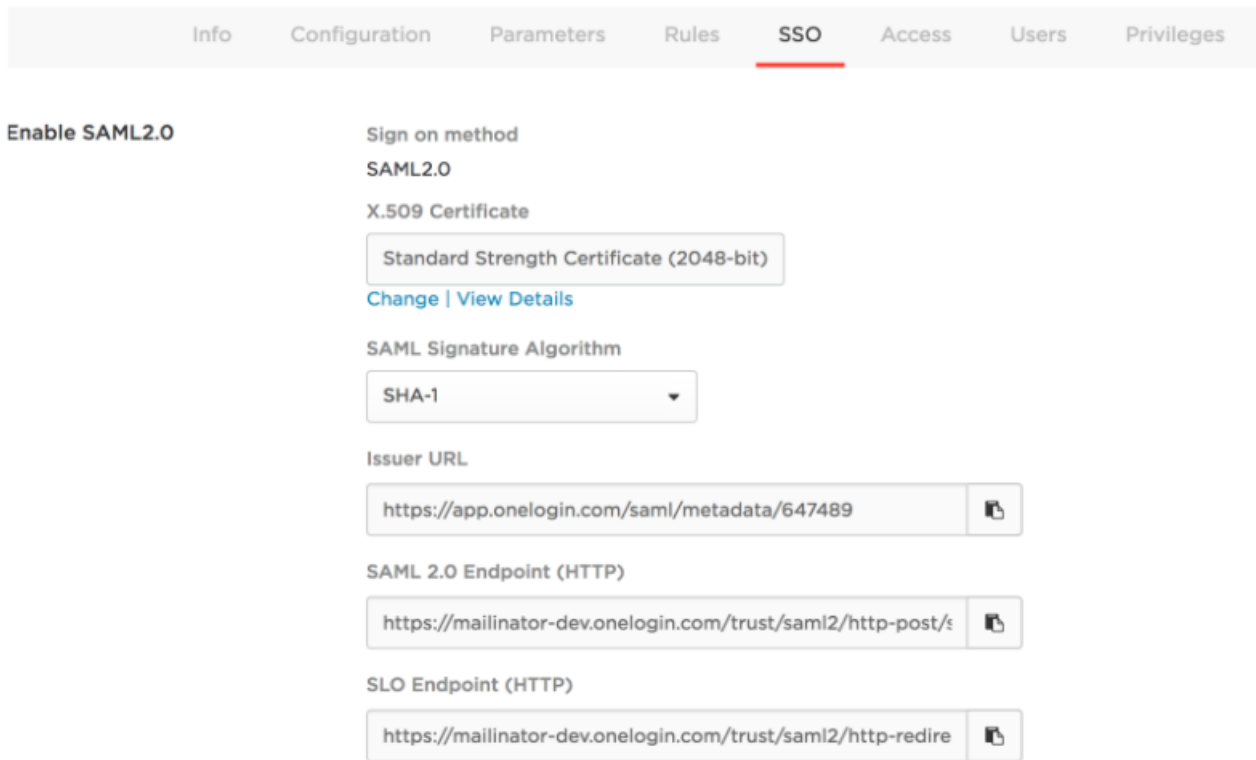 Info Configuration Parameters Rules SSO Access Users Privileges
Enable SAML2.0
Sign on method
SAML2.0
X.509 Certificate
Standard Strength Certificate (2048-bit)
Change | View Details
SAML Signature Algorithm
SHA-1
Issuer URL
https://app.onelogin.com/saml/metadata/647489
SAML 2.0 Endpoint (HTTP)
https://mailinator-dev.onelogin.com/trust/saml2/http-post/s
SLO Endpoint (HTTP)
https://mailinator-dev.onelogin.com/trust/saml2/http-redire